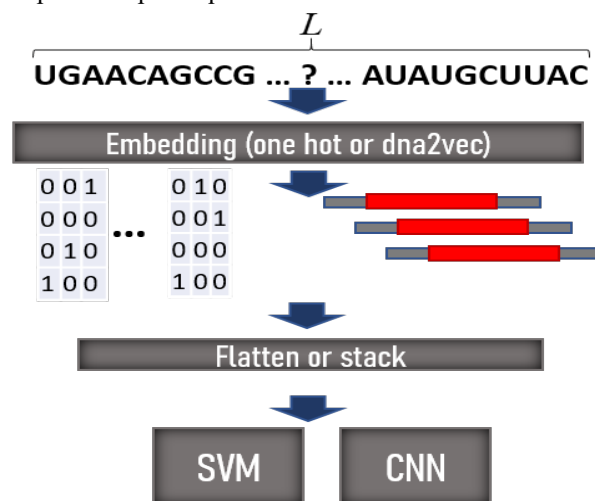 L
UGAACAGCCG ... ? ... AUAUGCUUAC
Embedding (one hot or dna2vec)
0 0 1 0 1 0
0 0 0 ... 0 0 1
0 1 0 0 0 0
1 0 0 1 0 0
Flatten or stack
SVM CNN